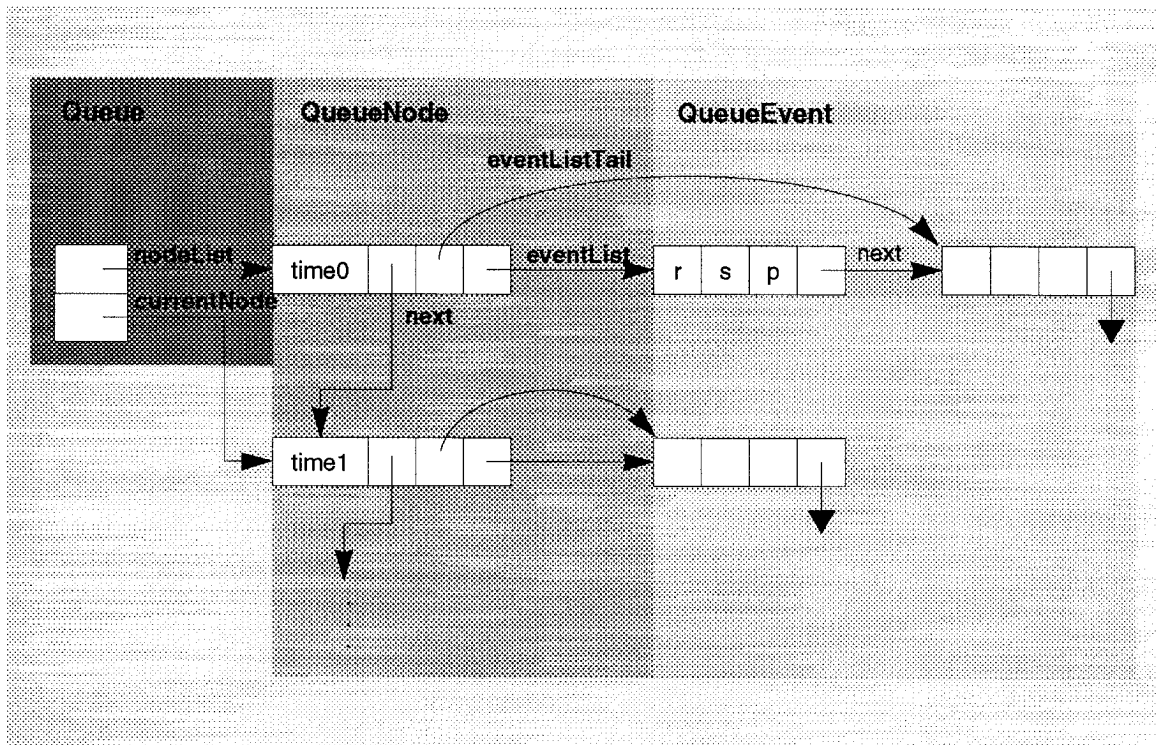 Queue
QueueNode
QueueEvent
eventListTail
nodeList
time0
eventList
r s p
next
currentNode
next
time1